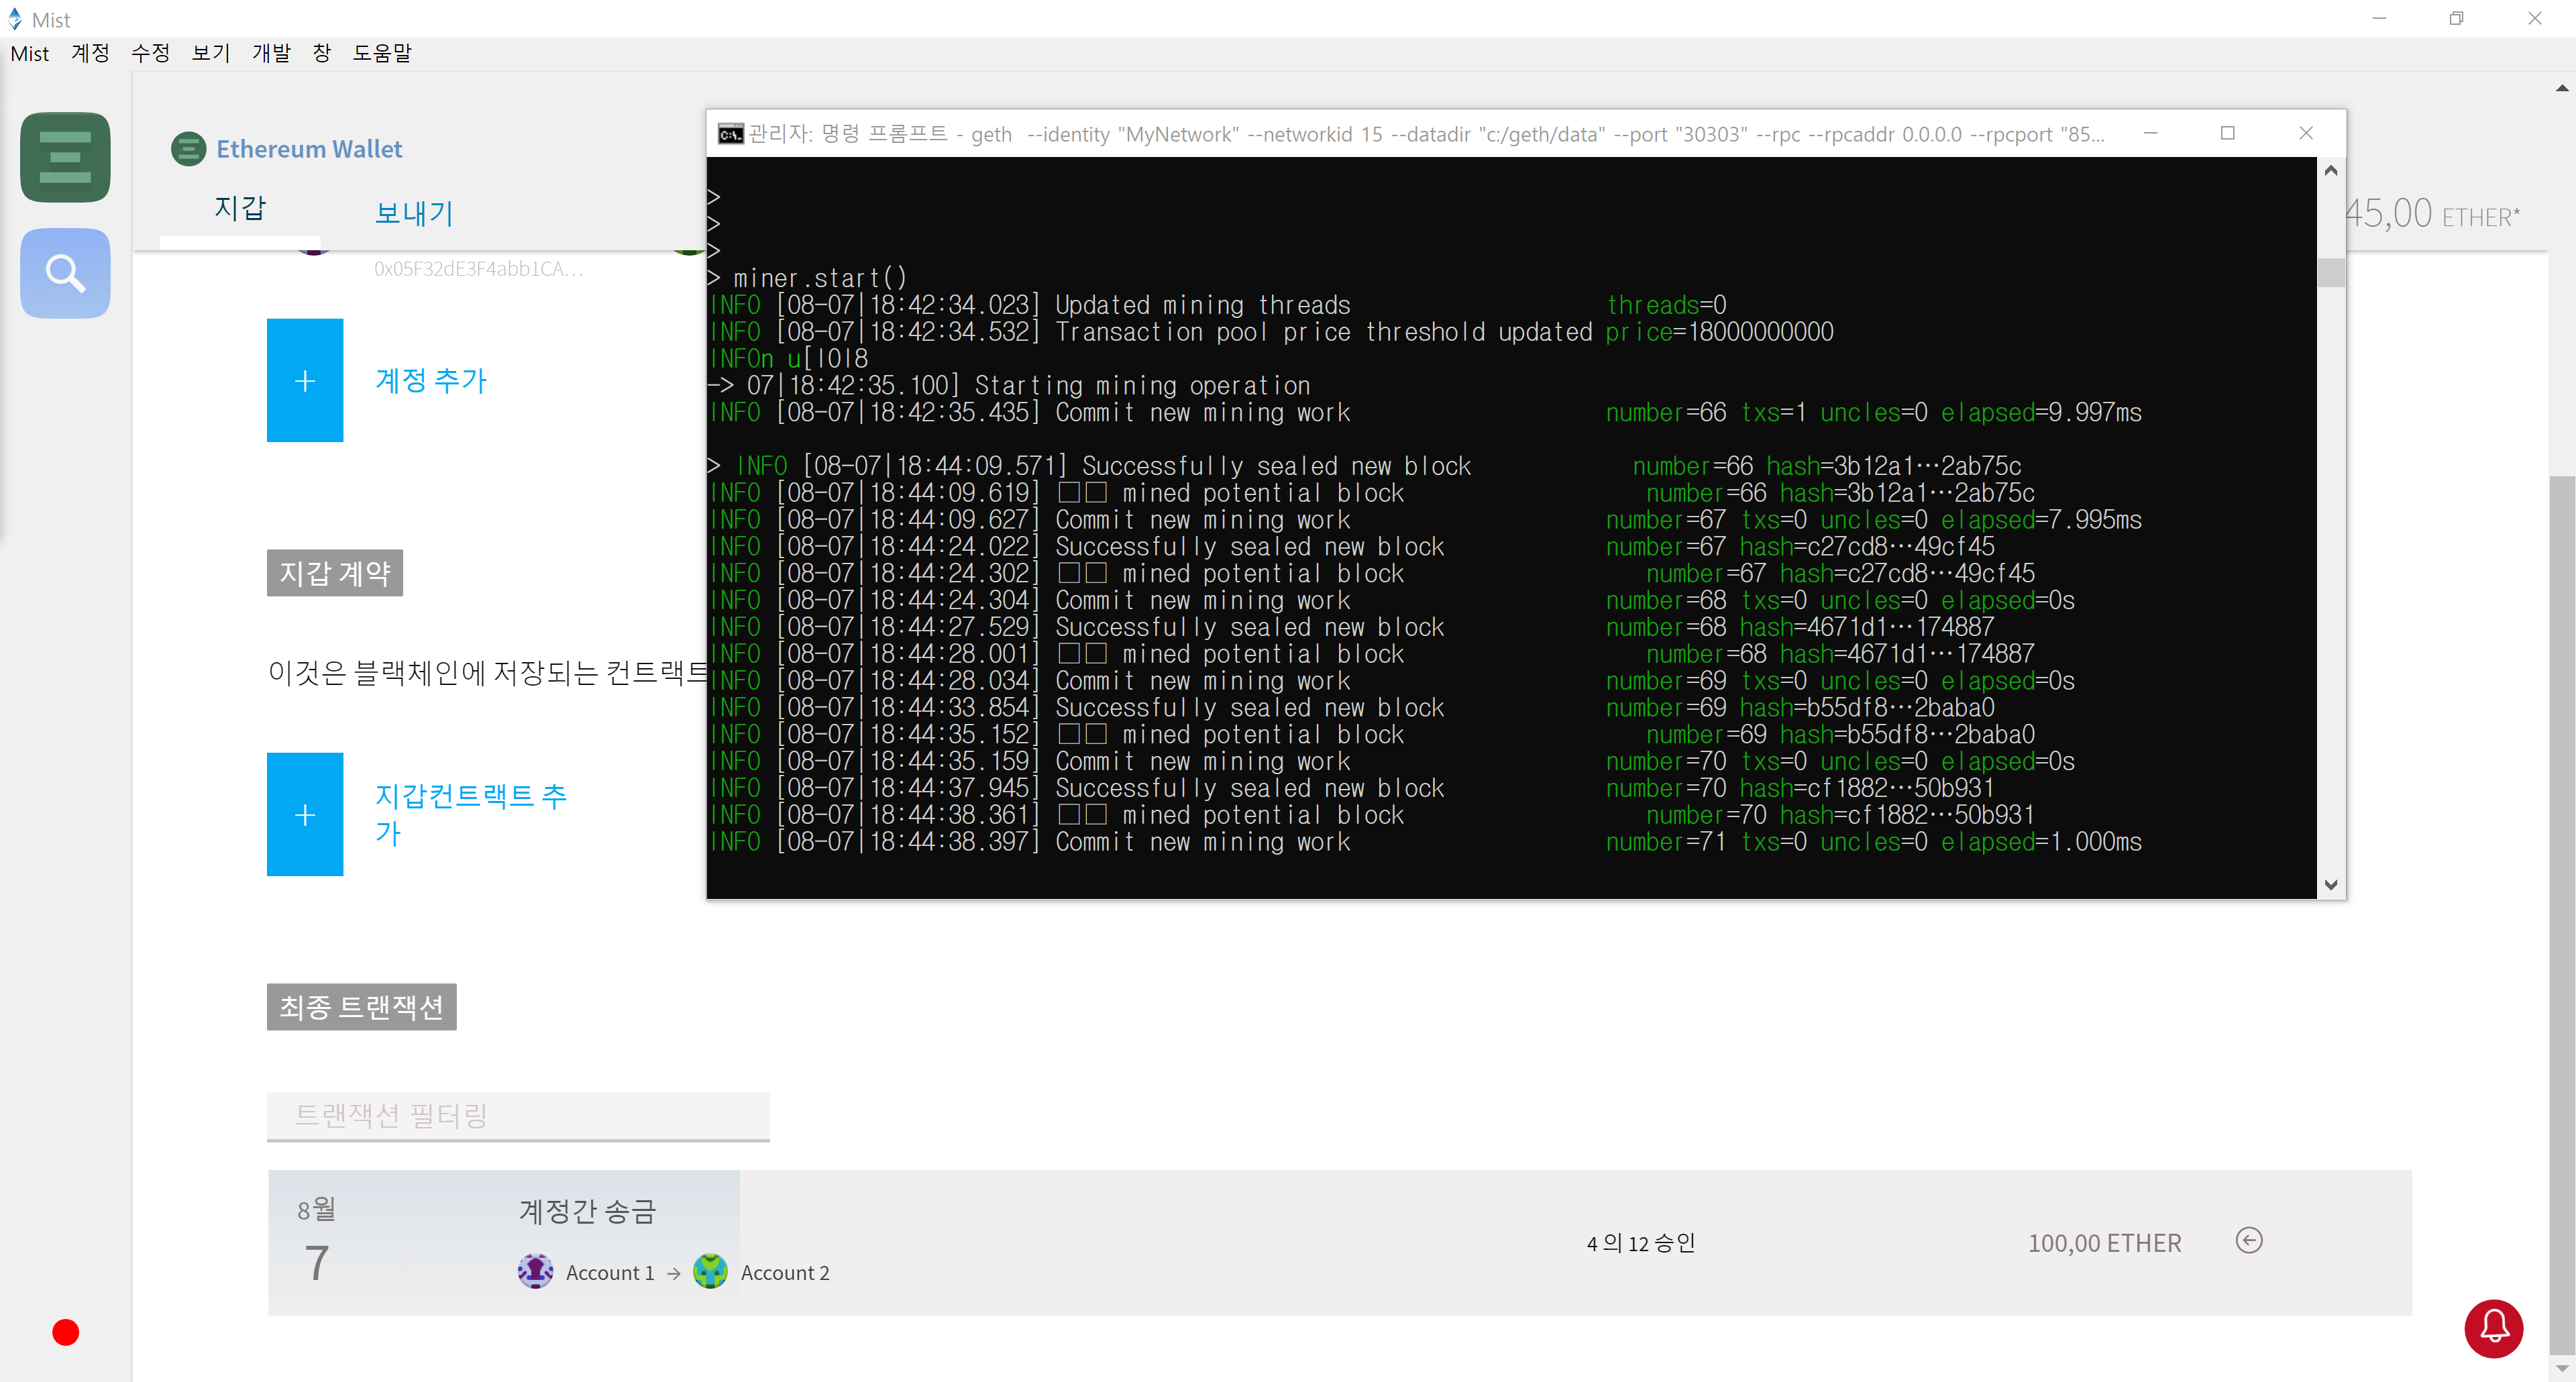 Mist
Mist 계정 수정 보기 개발 창 도움말
Ethereum Wallet
지갑 보내기
45,00 ETHER*
0x05F32dE3F4abb1CA...
계정 추가
지갑 계약
이것은 블랙체인에 저장되는 컨트랙트
지갑컨트랙트 추
가
관리자: 명령 프롬프트 - geth --identity "MyNetwork" --networkid 15 --datadir "c:/geth/data" --port "30303" --rpc --rpcaddr 0.0.0.0 --rpcport "85...
>
>
>
> miner.start()
INFO [08-07|18:42:34.023] Updated mining threads threads=0
INFO [08-07|18:42:34.532] Transaction pool price threshold updated price=18000000000
INFOn u[|0|8
-> 07|18:42:35.100] Starting mining operation
INFO [08-07|18:42:35.435] Commit new mining work number=66 txs=1 uncles=0 elapsed=9.997ms
> INFO [08-07|18:44:09.571] Successfully sealed new block number=66 hash=3b12a1…2ab75c
INFO [08-07|18:44:09.619] □□ mined potential block number=66 hash=3b12a1…2ab75c
INFO [08-07|18:44:09.627] Commit new mining work number=67 txs=0 uncles=0 elapsed=7.995ms
INFO [08-07|18:44:24.022] Successfully sealed new block number=67 hash=c27cd8…49cf45
INFO [08-07|18:44:24.302] □□ mined potential block number=67 hash=c27cd8…49cf45
INFO [08-07|18:44:24.304] Commit new mining work number=68 txs=0 uncles=0 elapsed=0s
INFO [08-07|18:44:27.529] Successfully sealed new block number=68 hash=4671d1…174887
INFO [08-07|18:44:28.001] □□ mined potential block number=68 hash=4671d1…174887
INFO [08-07|18:44:28.034] Commit new mining work number=69 txs=0 uncles=0 elapsed=0s
INFO [08-07|18:44:33.854] Successfully sealed new block number=69 hash=b55df8…2baba0
INFO [08-07|18:44:35.152] □□ mined potential block number=69 hash=b55df8…2baba0
INFO [08-07|18:44:35.159] Commit new mining work number=70 txs=0 uncles=0 elapsed=0s
INFO [08-07|18:44:37.945] Successfully sealed new block number=70 hash=cf1882…50b931
INFO [08-07|18:44:38.361] □□ mined potential block number=70 hash=cf1882…50b931
INFO [08-07|18:44:38.397] Commit new mining work number=71 txs=0 uncles=0 elapsed=1.000ms
최종 트랜잭션
트랜잭션 필터링
8월
7
계정간 송금
Account 1 → Account 2
4 의 12 승인
100,00 ETHER